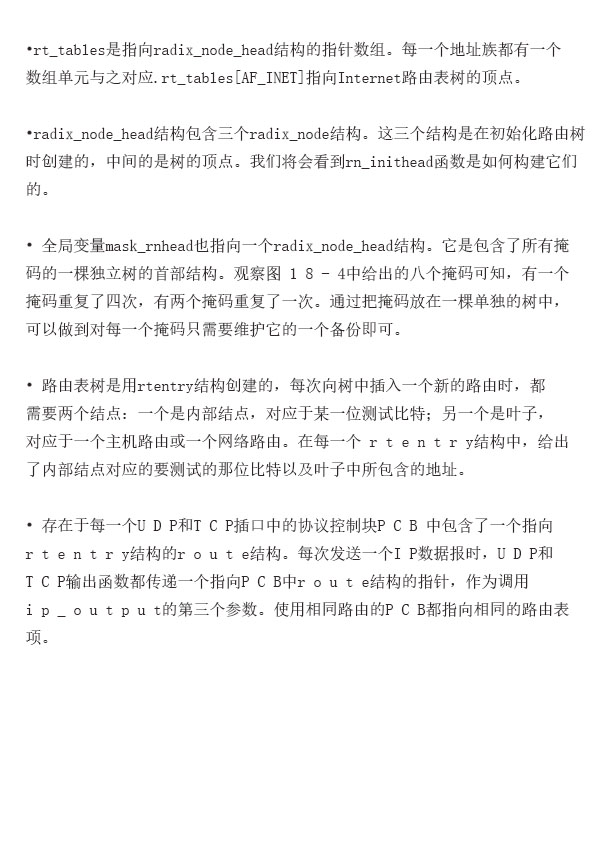 •rt_tables是指向radix_node_head结构的指针数组。每一个地址族都有一个
数组单元与之对应.rt_tables[AF_INET]指向Internet路由表树的顶点。
•radix_node_head结构包含三个radix_node结构。这三个结构是在初始化路由树
时创建的，中间的是树的顶点。我们将会看到rn_inithead函数是如何构建它们
的。
• 全局变量mask_rnhead也指向一个radix_node_head结构。它是包含了所有掩
码的一棵独立树的首部结构。观察图 1 8 - 4中给出的八个掩码可知，有一个
掩码重复了四次，有两个掩码重复了一次。通过把掩码放在一棵单独的树中，
可以做到对每一个掩码只需要维护它的一个备份即可。
• 路由表树是用rtentry结构创建的，每次向树中插入一个新的路由时，都
需要两个结点：一个是内部结点，对应于某一位测试比特；另一个是叶子，
对应于一个主机路由或一个网络路由。在每一个 r t e n t r y结构中，给出
了内部结点对应的要测试的那位比特以及叶子中所包含的地址。
• 存在于每一个U D P和T C P插口中的协议控制块P C B 中包含了一个指向
r t e n t r y结构的r o u t e结构。每次发送一个I P数据报时，U D P和
T C P输出函数都传递一个指向P C B中r o u t e结构的指针，作为调用
i p _ o u t p u t的第三个参数。使用相同路由的P C B都指向相同的路由表
项。